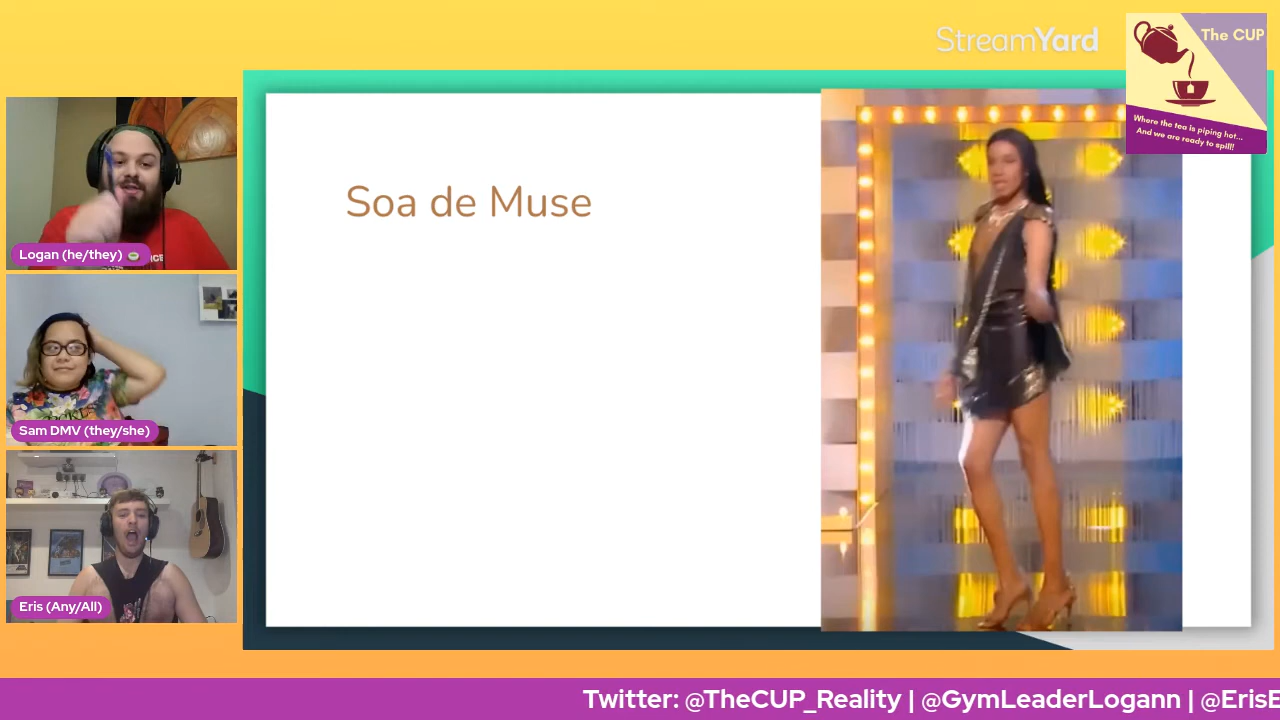 StreamYard
The CUP
Where the tea is piping hot...
And we are ready to spill!
Soa de Muse
Logan (he/they)
Sam DMV (they/she)
Eris (Any/All)
Twitter: @TheCUP_Reality | @GymLeaderLogann | @ErisE